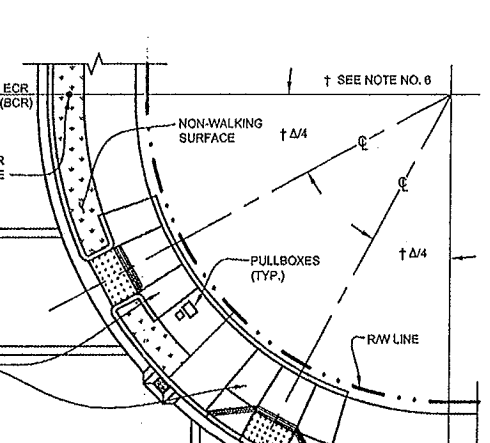 † SEE NOTE NO. 6
ECR
(BCR)
NON-WALKING
SURFACE
† Δ/4
℄
R
E
℄
† Δ/4
PULLBOXES
(TYP.)
R/W LINE